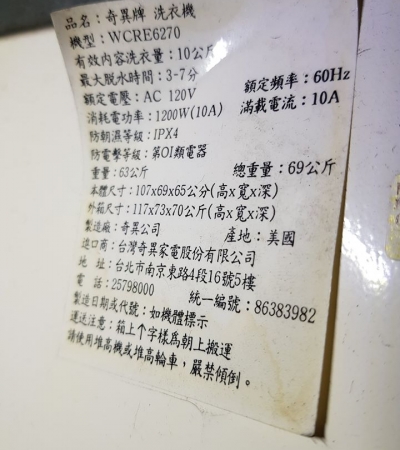 品名：奇異牌 洗衣機
機型：WCRE6270
有效內容洗衣量：10公斤
最大脫水時間：3-7分 額定頻率：60Hz
額定電壓：AC 120V 滿載電流：10A
消耗電功率：1200W(10A)
防朝濕等級：IPX4
防電擊等級：第OI類電器
重量：63公斤 總重量：69公斤
本體尺寸：107x69x65公分(高x寬x深)
外箱尺寸：117x73x70公斤(高x寬x深)
製造廠：奇異公司 產地：美國
進口商：台灣奇異家電股份有限公司
地 址：台北市南京東路4段16號5樓
電 話：25798000 統一編號：86383982
製造日期或代號：如機體標示
運送注意：箱上个字樣為朝上搬運
請使用堆高機或堆高輪車，嚴禁傾倒。